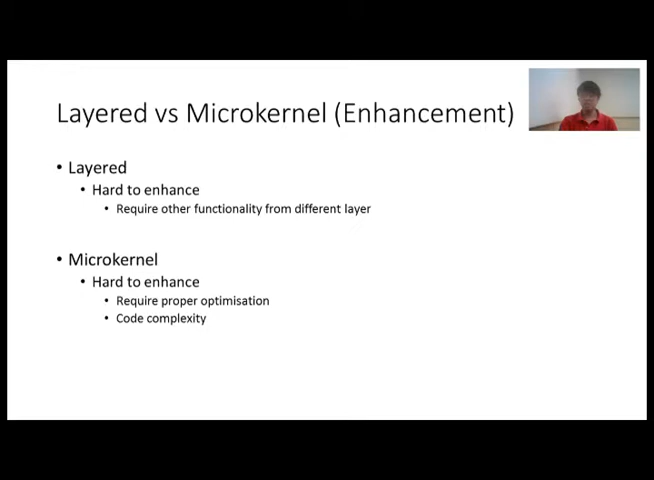 Layered vs Microkernel (Enhancement)
• Layered
• Hard to enhance
• Require other functionality from different layer
• Microkernel
• Hard to enhance
• Require proper optimisation
• Code complexity